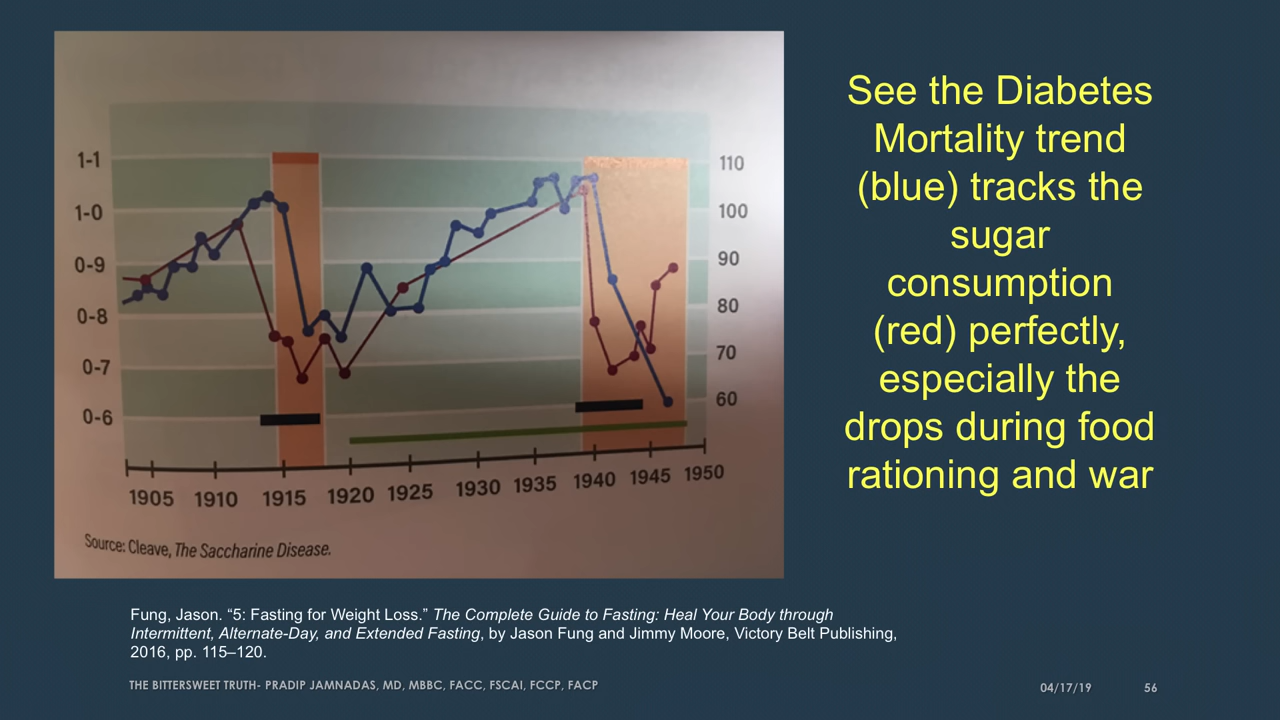 See the Diabetes
Mortality trend
(blue) tracks the
sugar
consumption
(red) perfectly,
especially the
drops during food
rationing and war
1-1
1-0
0-9
0-8
0-7
0-6
110
100
90
80
70
60
1905 1910 1915 1920 1925 1930 1935 1940 1945 1950
Source: Cleave, The Saccharine Disease.
Fung, Jason. “5: Fasting for Weight Loss.” The Complete Guide to Fasting: Heal Your Body through
Intermittent, Alternate-Day, and Extended Fasting, by Jason Fung and Jimmy Moore, Victory Belt Publishing,
2016, pp. 115–120.
THE BITTERSWEET TRUTH- PRADIP JAMNADAS, MD, MBBC, FACC, FSCAI, FCCP, FACP
04/17/19 56